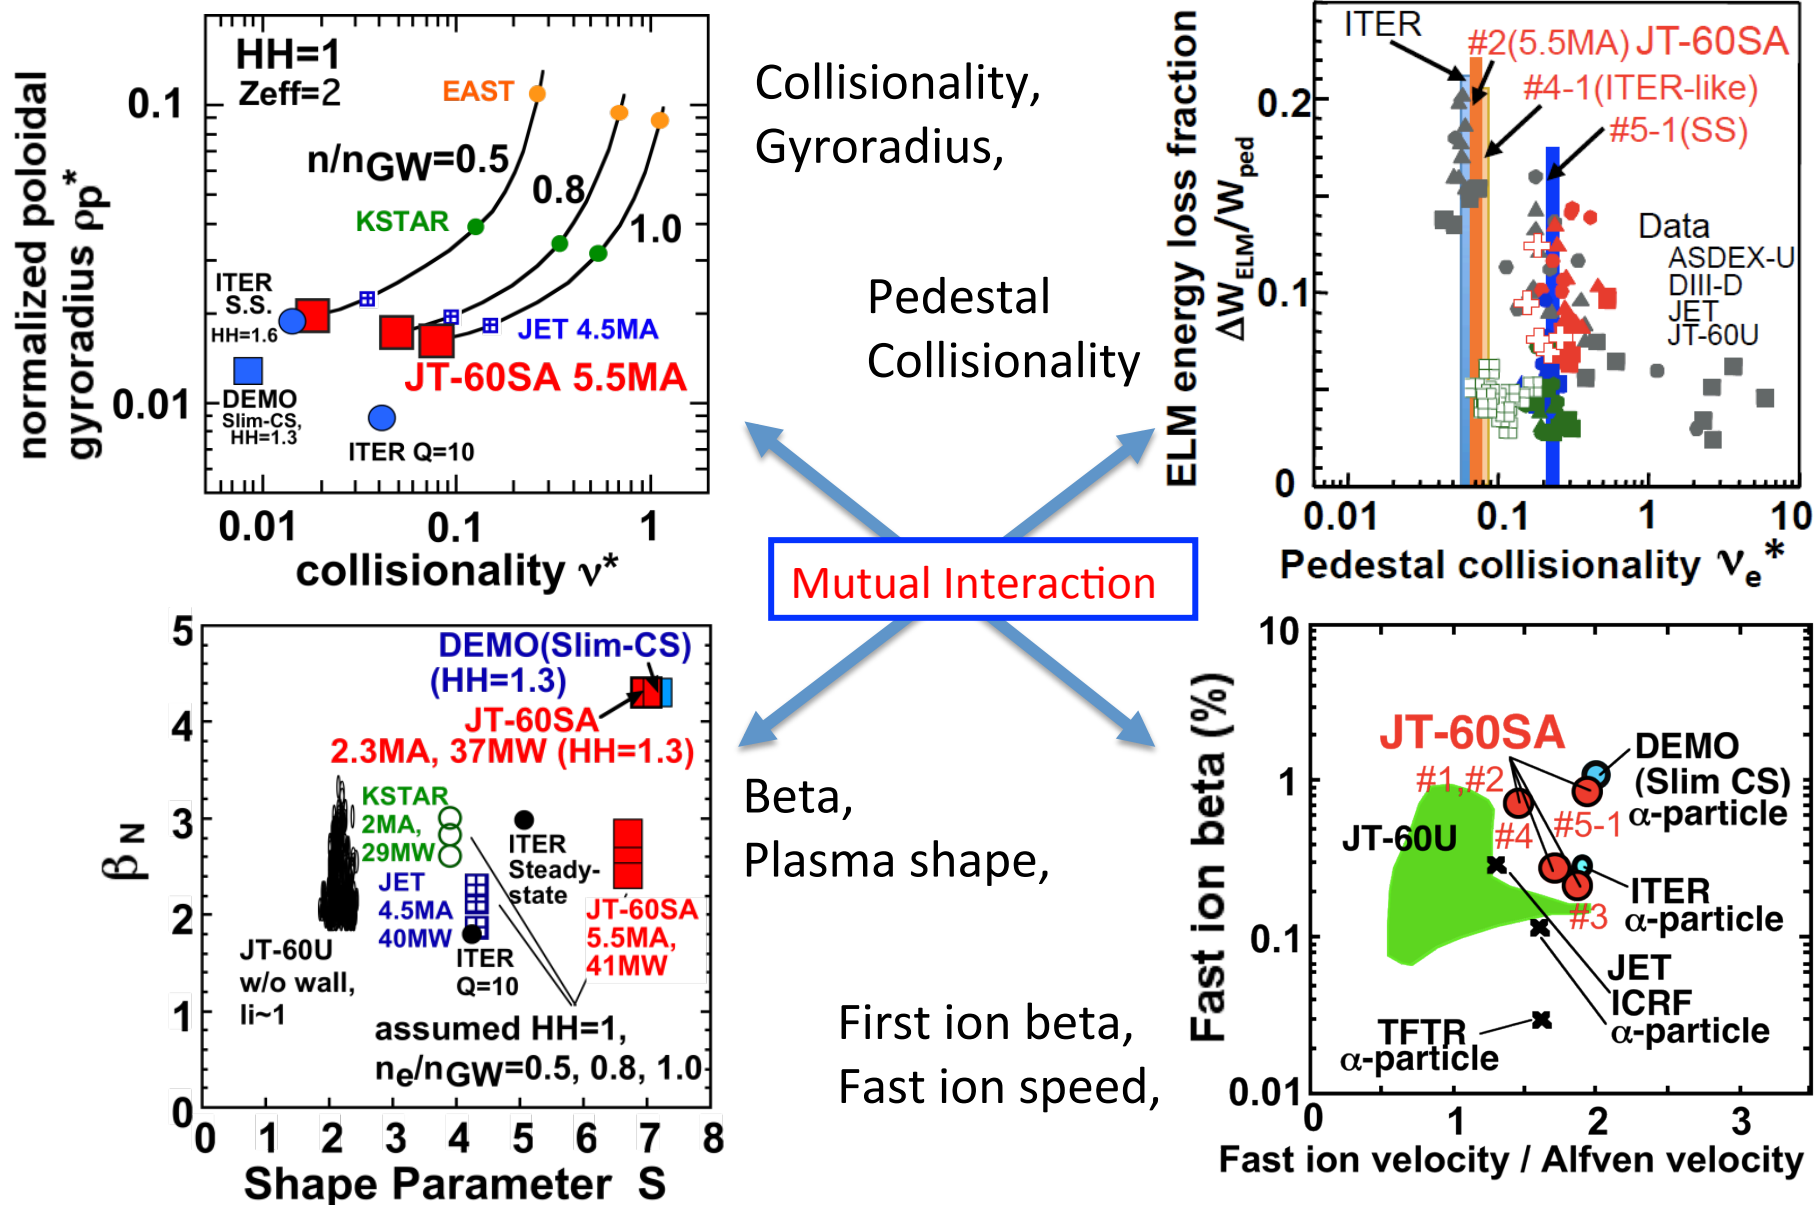 HH=1
Zeff=2
EAST
n/nGW=0.5
0.8
1.0
KSTAR
ITER
S.S.
HH=1.6
JET 4.5MA
JT-60SA 5.5MA
DEMO
Slim-CS,
HH=1.3
ITER Q=10
0.1
0.01
normalized poloidal
gyroradius ρp*
0.01
0.1
1
collisionality ν*
Collisionality,
Gyroradius,
Pedestal
Collisionality
ITER
#2(5.5MA) JT-60SA
#4-1(ITER-like)
#5-1(SS)
Data
ASDEX-U
DIII-D
JET
JT-60U
0.2
0.1
0
ELM energy loss fraction
ΔWELM/Wped
0.01
0.1
1
10
Pedestal collisionality νe*
Mutual Interaction
5
4
3
2
1
0
βN
DEMO(Slim-CS)
(HH=1.3)
JT-60SA
2.3MA, 37MW (HH=1.3)
KSTAR
2MA,
29MW
ITER
Steady-
state
JET
4.5MA
40MW
JT-60SA
5.5MA,
41MW
ITER
Q=10
JT-60U
w/o wall,
li~1
assumed HH=1,
ne/nGW=0.5, 0.8, 1.0
0 1 2 3 4 5 6 7 8
Shape Parameter S
Beta,
Plasma shape,
First ion beta,
Fast ion speed,
10
1
0.1
0.01
Fast ion beta (%)
JT-60SA
#1,#2
DEMO
(Slim CS)
α-particle
#5-1
#4
JT-60U
ITER
α-particle
#3
JET
ICRF
α-particle
TFTR
α-particle
0 1 2 3
Fast ion velocity / Alfven velocity